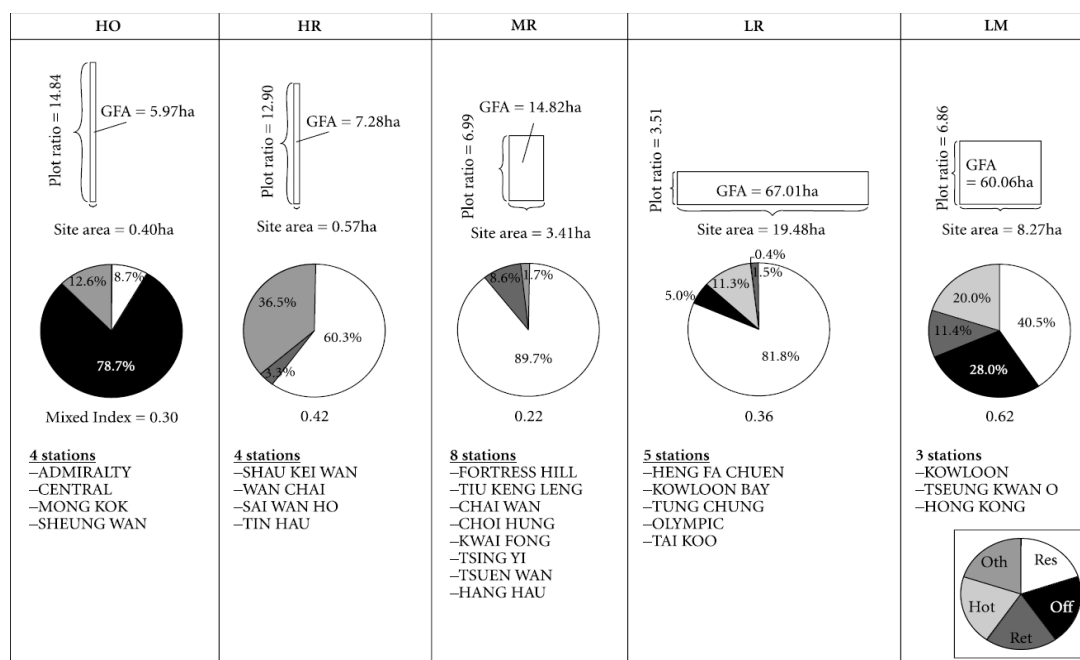 HO
Plot ratio = 14.84
GFA = 5.97ha
Site area = 0.40ha
12.6%
8.7%
78.7%
Mixed Index = 0.30
4 stations
–ADMIRALTY
–CENTRAL
–MONG KOK
–SHEUNG WAN
HR
Plot ratio = 12.90
GFA = 7.28ha
Site area = 0.57ha
36.5%
60.3%
3.3%
0.42
4 stations
–SHAU KEI WAN
–WAN CHAI
–SAI WAN HO
–TIN HAU
MR
GFA = 14.82ha
Plot ratio = 6.99
Site area = 3.41ha
8.6%
1.7%
89.7%
0.22
8 stations
–FORTRESS HILL
–TIU KENG LENG
–CHAI WAN
–CHOI HUNG
–KWAI FONG
–TSING YI
–TSUEN WAN
–HANG HAU
LR
Plot ratio = 3.51
GFA = 67.01ha
Site area = 19.48ha
0.4%
1.5%
11.3%
5.0%
81.8%
0.36
5 stations
–HENG FA CHUEN
–KOWLOON BAY
–TUNG CHUNG
–OLYMPIC
–TAI KOO
LM
Plot ratio = 6.86
GFA
= 60.06ha
Site area = 8.27ha
20.0%
40.5%
11.4%
28.0%
0.62
3 stations
–KOWLOON
–TSEUNG KWAN O
–HONG KONG
Oth
Res
Hot
Off
Ret